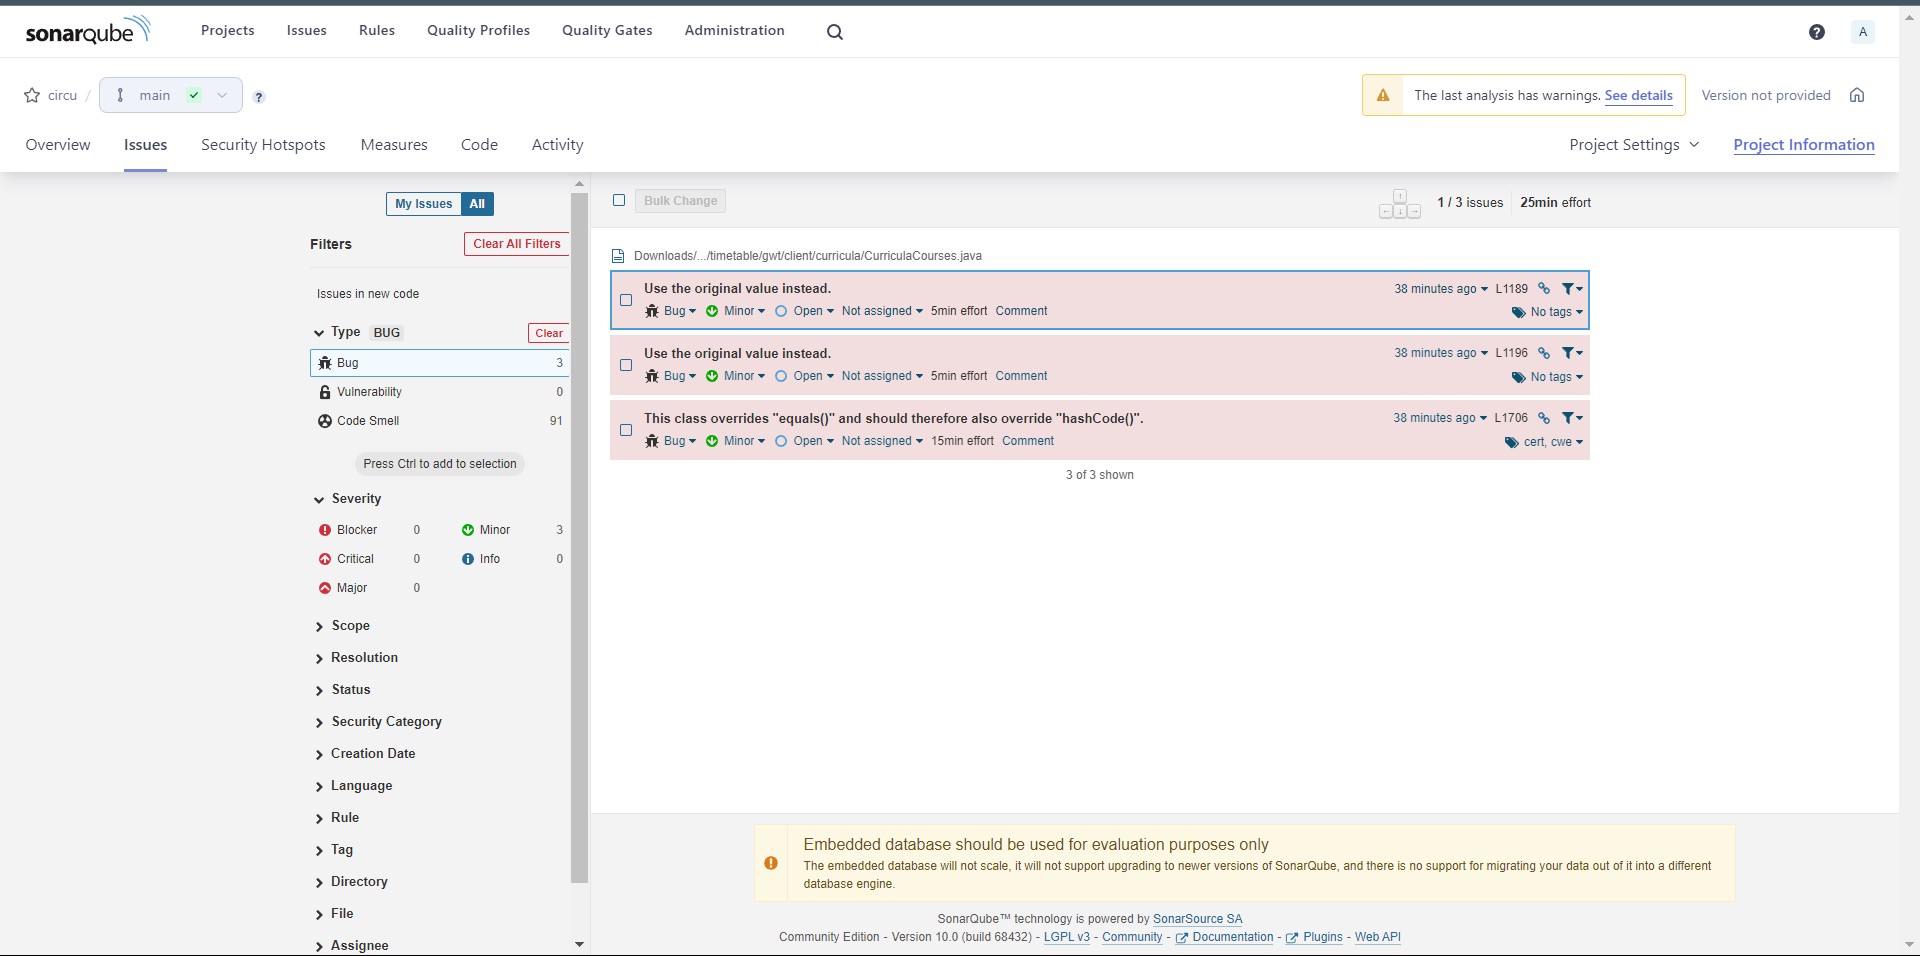 sonarqube
Projects Issues Rules Quality Profiles Quality Gates Administration
? A
circu / main ?
The last analysis has warnings. See details Version not provided
Overview Issues Security Hotspots Measures Code Activity
Project Settings Project Information
My Issues All
Filters Clear All Filters
Issues in new code
Type BUG Clear
Bug 3
Vulnerability 0
Code Smell 91
Press Ctrl to add to selection
Severity
Blocker 0 Minor 3
Critical 0 Info 0
Major 0
Scope
Resolution
Status
Security Category
Creation Date
Language
Rule
Tag
Directory
File
Assignee
Bulk Change
1 / 3 issues 25min effort
Downloads/.../timetable/gwt/client/curricula/CurriculaCourses.java
Use the original value instead. 38 minutes ago L1189
Bug Minor Open Not assigned 5min effort Comment No tags
Use the original value instead. 38 minutes ago L1196
Bug Minor Open Not assigned 5min effort Comment No tags
This class overrides "equals()" and should therefore also override "hashCode()". 38 minutes ago L1706
Bug Minor Open Not assigned 15min effort Comment cert, cwe
3 of 3 shown
Embedded database should be used for evaluation purposes only
The embedded database will not scale, it will not support upgrading to newer versions of SonarQube, and there is no support for migrating your data out of it into a different
database engine.
SonarQube™ technology is powered by SonarSource SA
Community Edition - Version 10.0 (build 68432) - LGPL v3 - Community - Documentation - Plugins - Web API